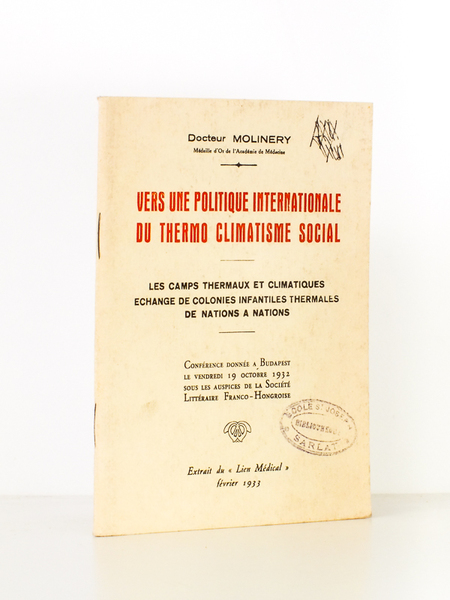 Docteur MOLINERY
Médaille d'Or de l'Académie de Médecine
VERS UNE POLITIQUE INTERNATIONALE
DU THERMO CLIMATISME SOCIAL
LES CAMPS THERMAUX ET CLIMATIQUES
ECHANGE DE COLONIES INFANTILES THERMALES
DE NATIONS A NATIONS
CONFÉRENCE DONNÉE A BUDAPEST
LE VENDREDI 19 OCTOBRE 1932
SOUS LES AUSPICES DE LA SOCIÉTÉ
LITTÉRAIRE FRANCO-HONGROISE
SARLAT
Extrait du « Lien Médical »
février 1933